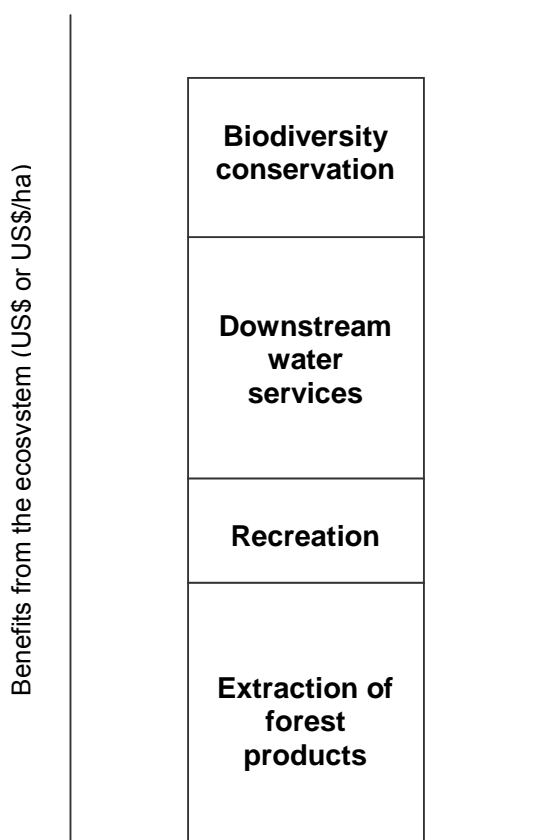 Benefits from the ecosystem (US$ or US$/ha)
Biodiversity
conservation
Downstream
water
services
Recreation
Extraction of
forest
products